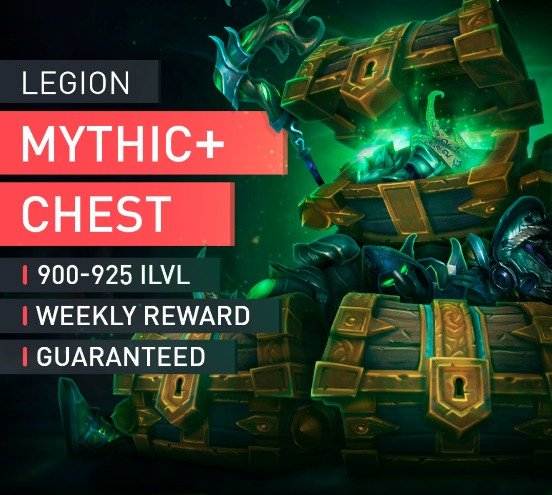 LEGION
MYTHIC+
CHEST
900-925 ILVL
WEEKLY REWARD
GUARANTEED